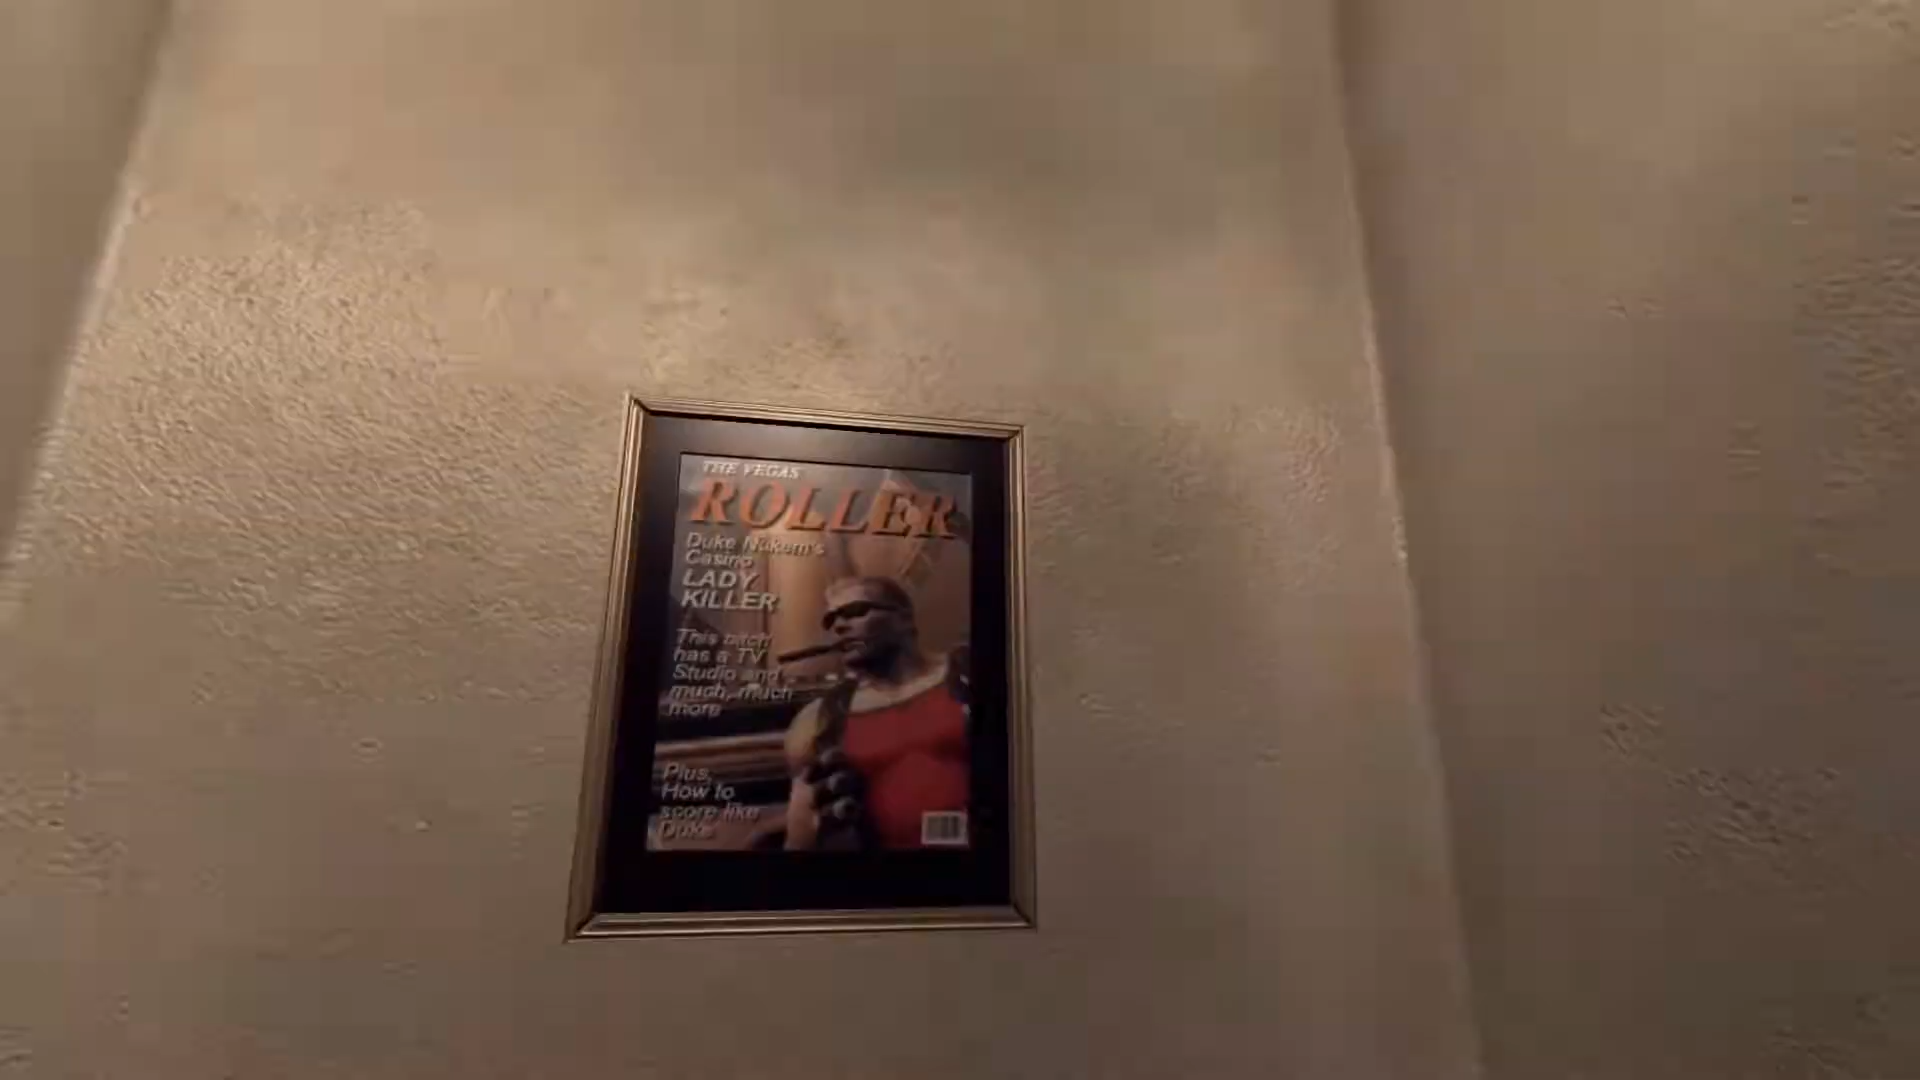 THE VEGAS
ROLLER
Duke Nukem's
Casino
LADY
KILLER
This bitch
has a TV
Studio and
much, much
more
Plus,
How to
score like
Duke